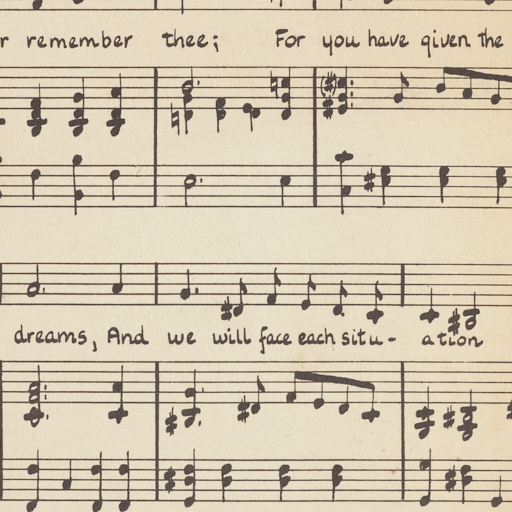 remember thee; For you have given the
dreams, And we will face each situ- ation